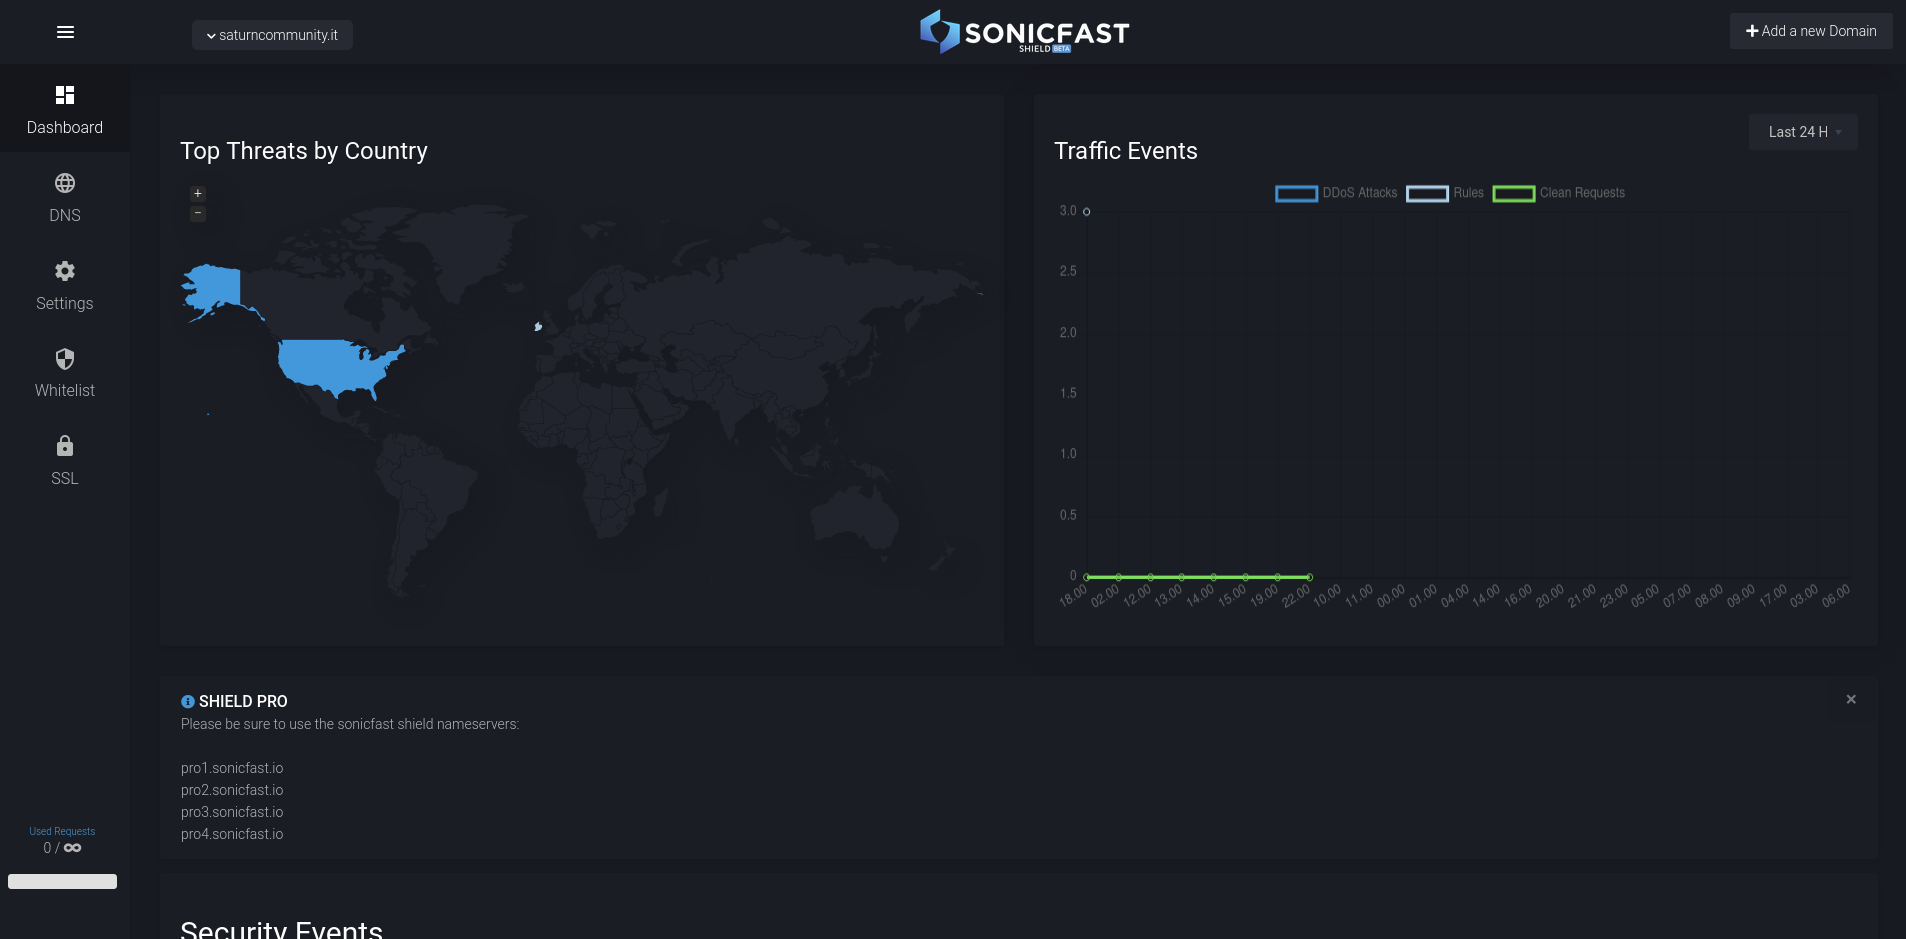 saturncommunity.it
SONICFAST
SHIELD BETA
Add a new Domain
Dashboard
DNS
Settings
Whitelist
SSL
Used Requests
0 / ∞
Top Threats by Country
+
−
Traffic Events
Last 24 H
DDoS Attacks
Rules
Clean Requests
3.0
2.5
2.0
1.5
1.0
0.5
0
18.00 02.00 12.00 13.00 14.00 15.00 19.00 22.00 10.00 11.00 00.00 01.00 04.00 14.00 16.00 20.00 21.00 23.00 05.00 07.00 08.00 09.00 17.00 03.00 06.00
SHIELD PRO
×
Please be sure to use the sonicfast shield nameservers:
pro1.sonicfast.io
pro2.sonicfast.io
pro3.sonicfast.io
pro4.sonicfast.io
Security Events